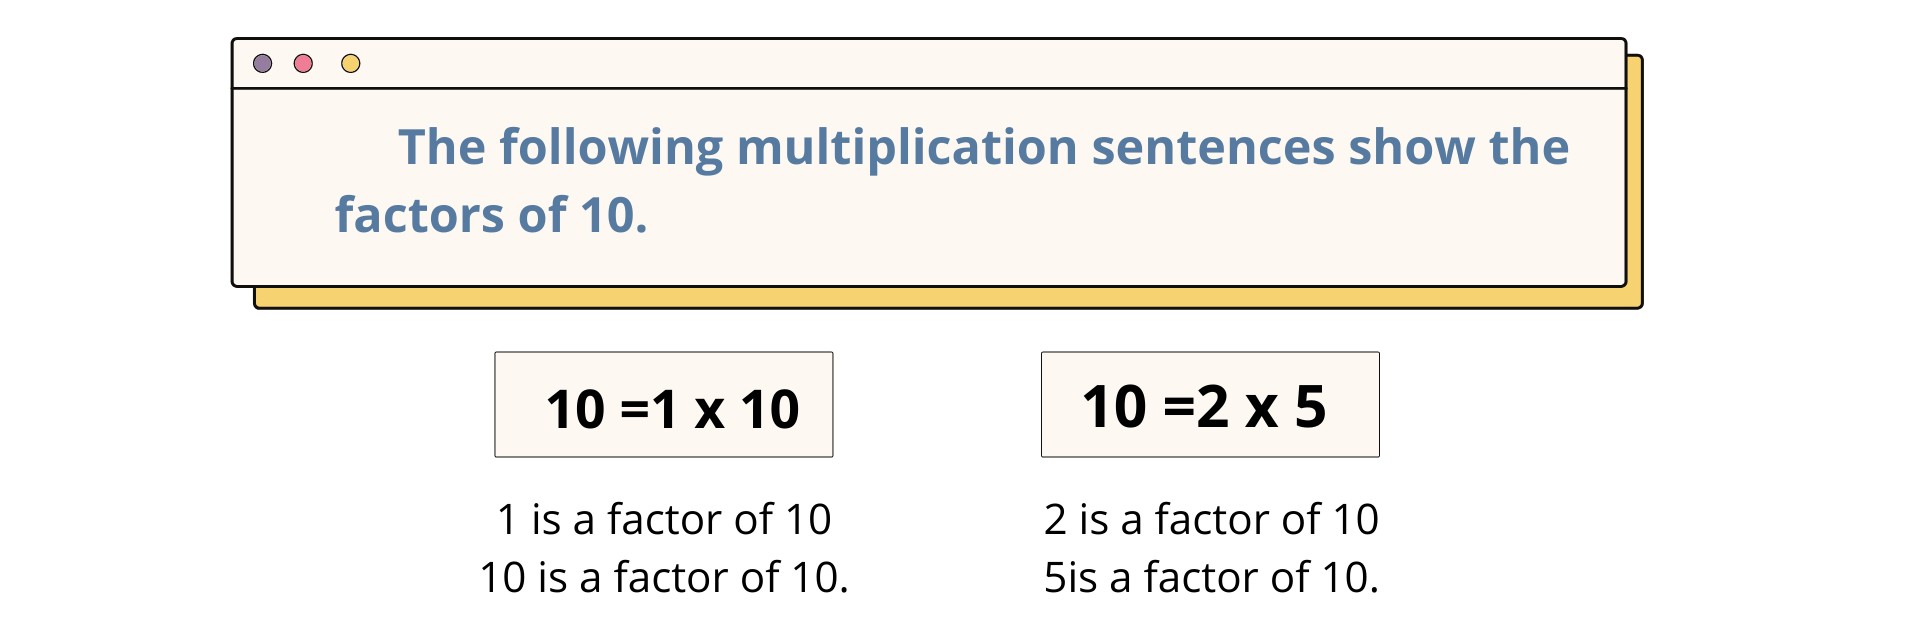 The following multiplication sentences show the
factors of 10.
10 =1 x 10
10 =2 x 5
1 is a factor of 10
10 is a factor of 10.
2 is a factor of 10
5is a factor of 10.